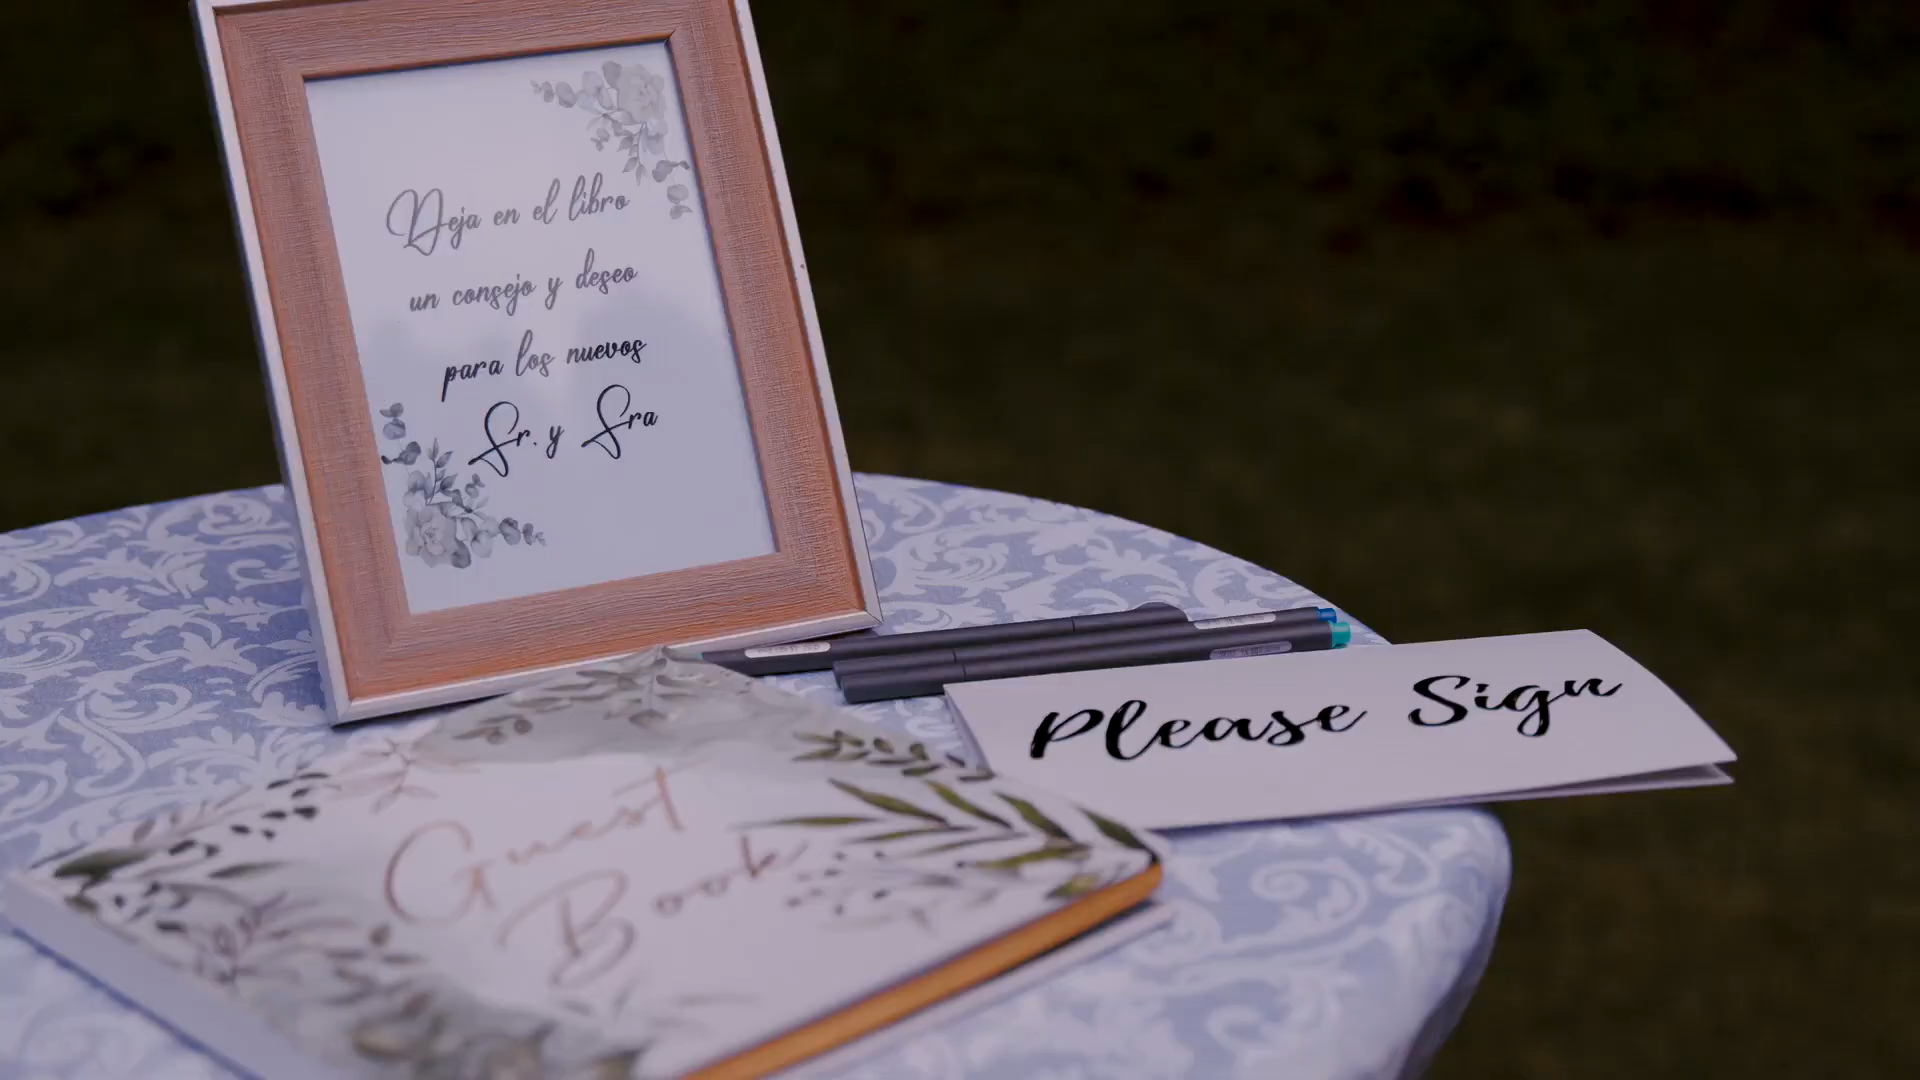 Deja en el libro
un consejo y deseo
para los nuevos
Sr. y Sra
Please Sign
Guest
Book